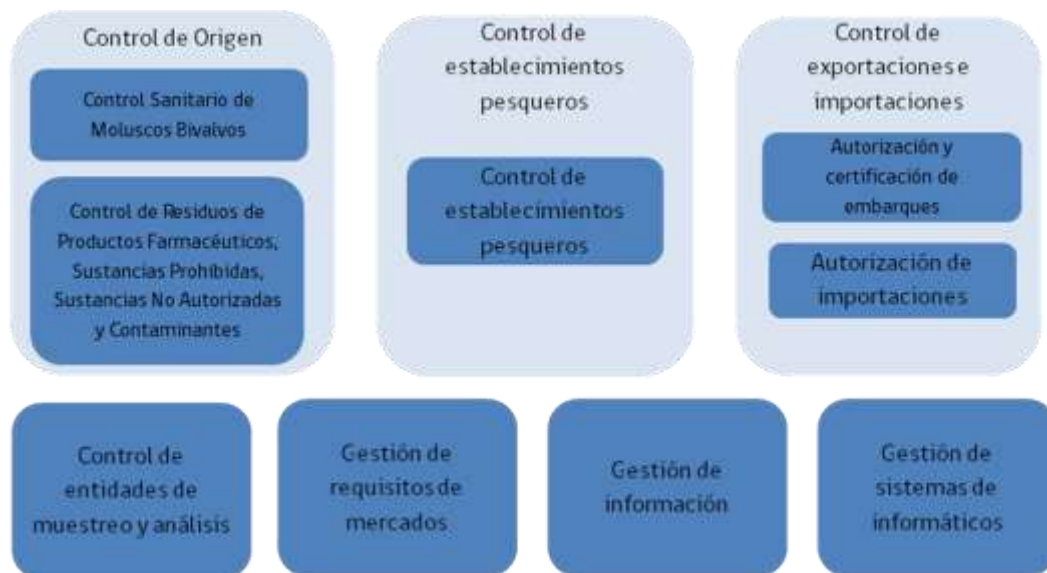 Control de Origen
Control Sanitario de
Moluscos Bivalvos
Control de Residuos de
Productos Farmacéuticos,
Sustancias Prohibidas,
Sustancias No Autorizadas
y Contaminantes
Control de
establecimientos
pesqueros
Control de
establecimientos
pesqueros
Control de
exportaciones e
importaciones
Autorización y
certificación de
embarques
Autorización de
importaciones
Control de
entidades de
muestreo y análisis
Gestión de
requisitos de
mercados
Gestión de
información
Gestión de
sistemas de
informáticos